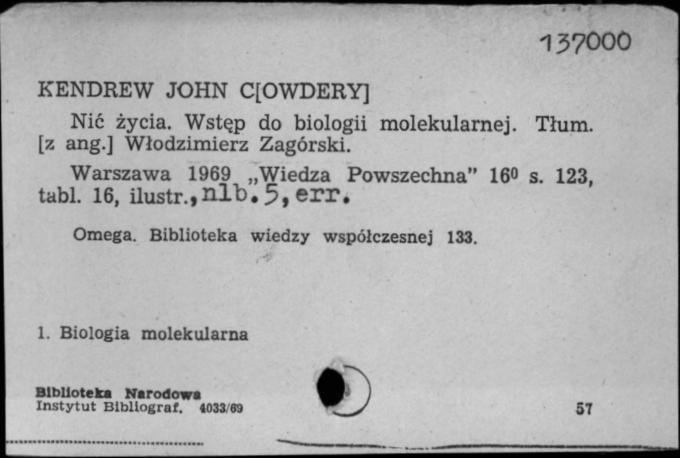 137000
KENDREW JOHN C[OWDERY]
Nić życia. Wstęp do biologii molekularnej. Tłum.
[z ang.] Włodzimierz Zagórski.
Warszawa 1969 „Wiedza Powszechna” 16⁰ s. 123,
tabl. 16, ilustr., nlb. 5, err.
Omega. Biblioteka wiedzy współczesnej 133.
1. Biologia molekularna
Biblioteka Narodowa
Instytut Bibliograf. 4033/69
57